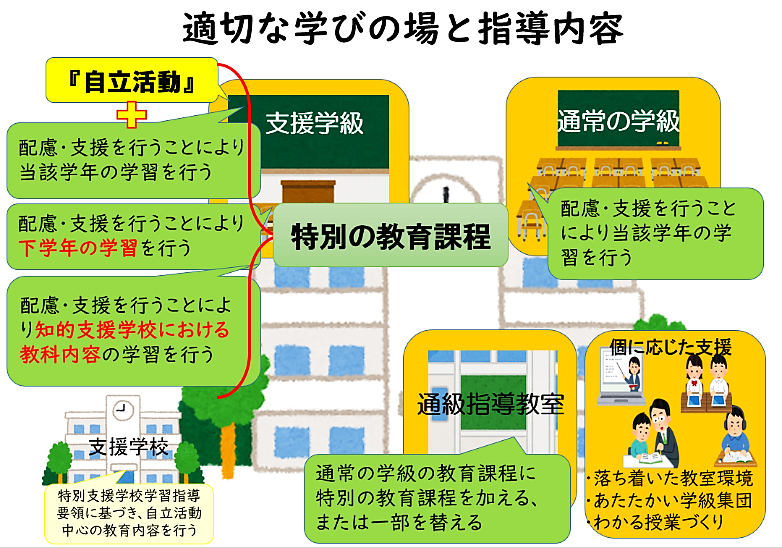 適切な学びの場と指導内容
『自立活動』
支援学級
配慮・支援を行うことにより
当該学年の学習を行う
配慮・支援を行うことにより
下学年の学習を行う
配慮・支援を行うことによ
り知的支援学校における
教科内容の学習を行う
特別の教育課程
通常の学級
配慮・支援を行うこと
により当該学年の学
習を行う
支援学校
特別支援学校学習指導
要領に基づき、自立活動
中心の教育内容を行う
通級指導教室
通常の学級の教育課程に
特別の教育課程を加える、
または一部を替える
個に応じた支援
・落ち着いた教室環境
・あたたかい学級集団
・わかる授業づくり